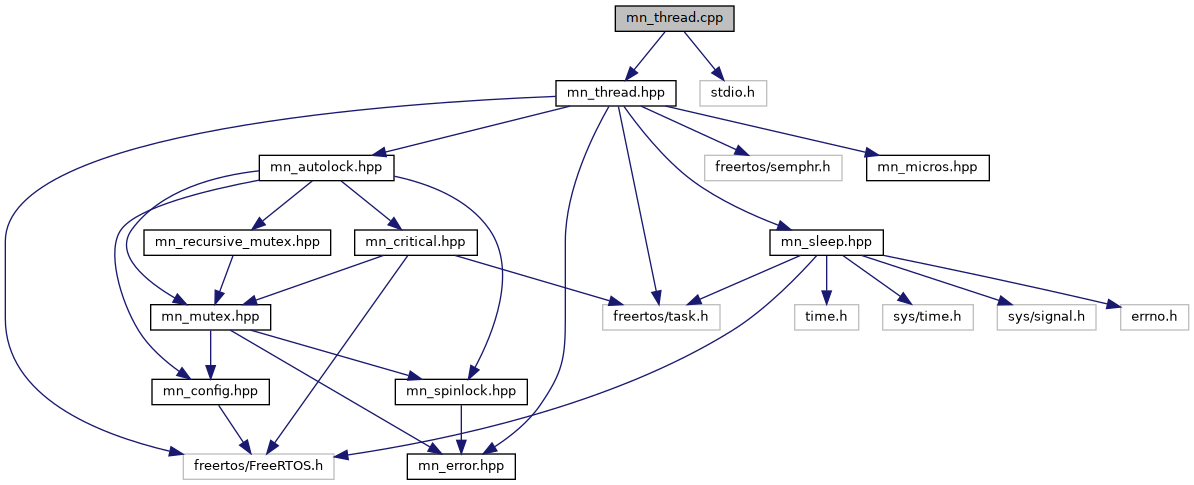 mn_thread.cpp
mn_thread.hpp
stdio.h
mn_autolock.hpp
freertos/semphr.h
mn_micros.hpp
mn_recursive_mutex.hpp
mn_critical.hpp
mn_sleep.hpp
mn_mutex.hpp
freertos/task.h
time.h
sys/time.h
sys/signal.h
errno.h
mn_config.hpp
mn_spinlock.hpp
freertos/FreeRTOS.h
mn_error.hpp